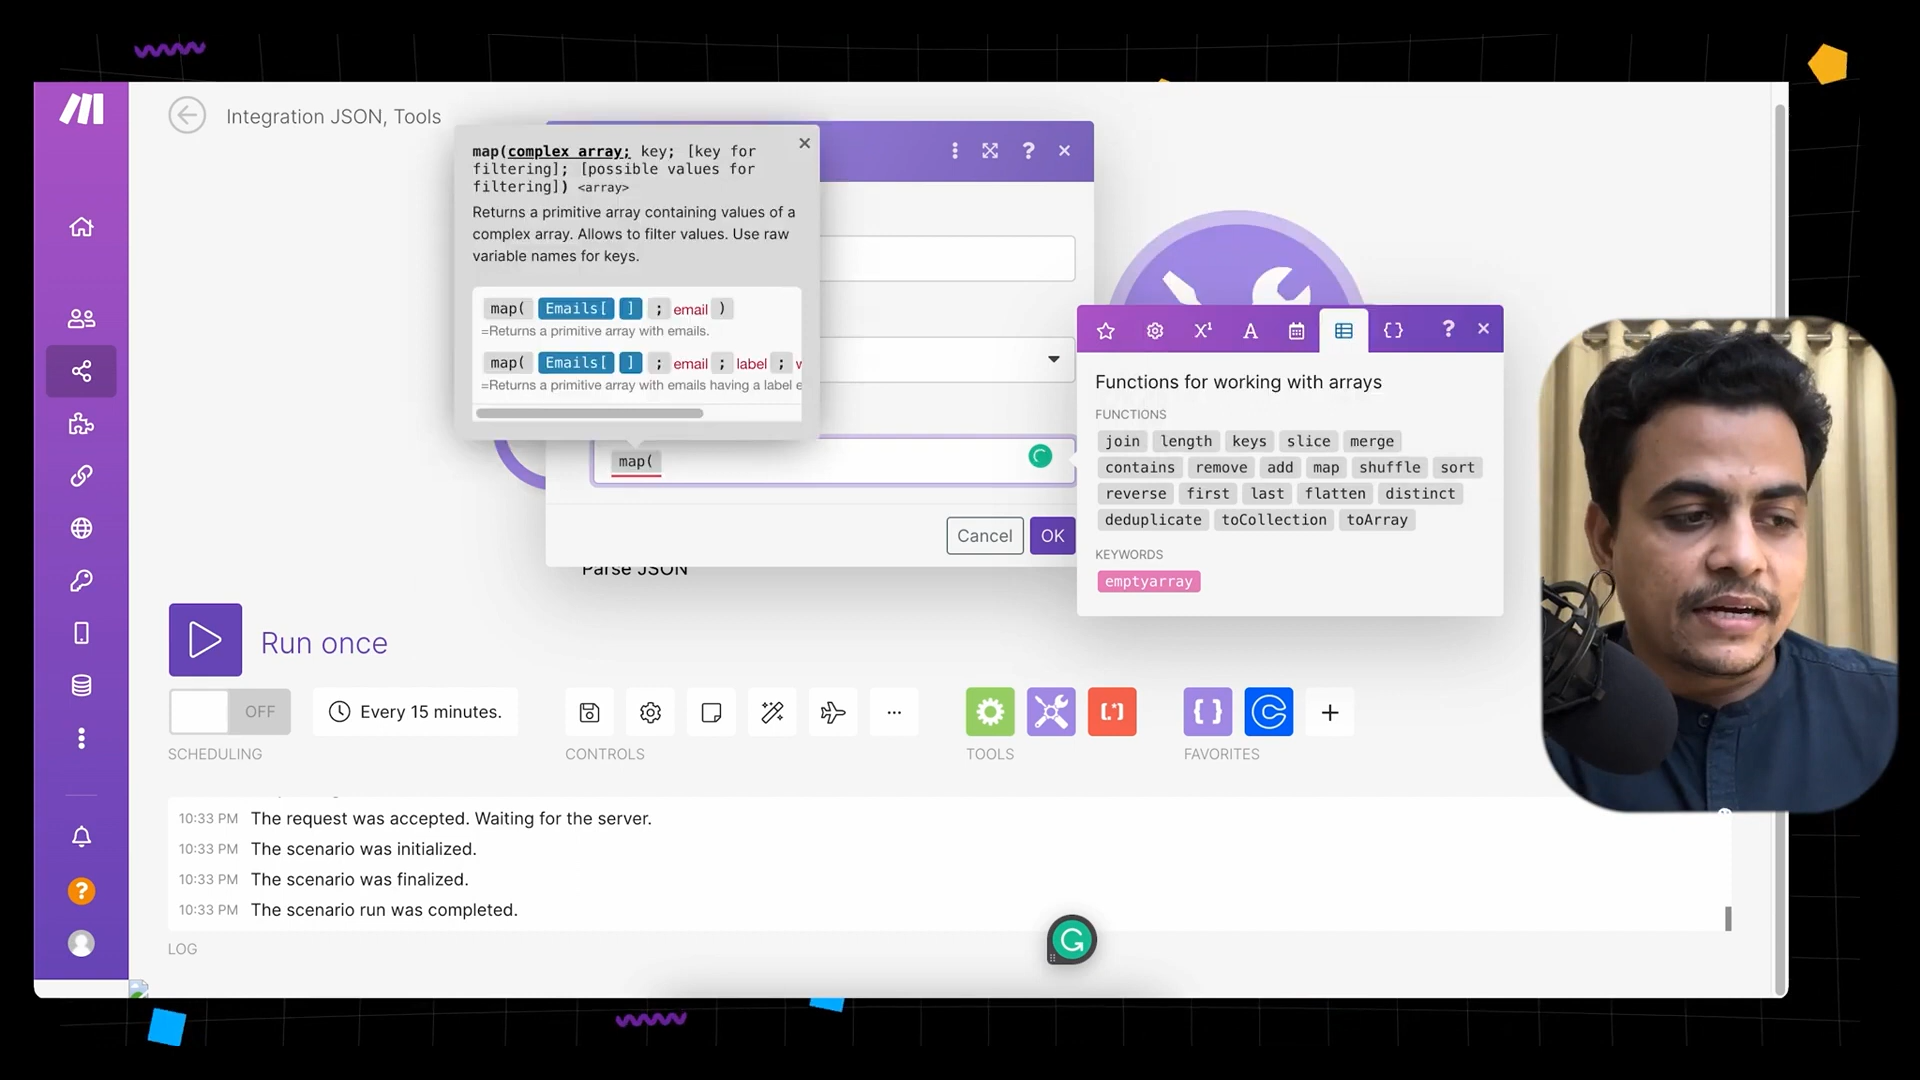 Integration JSON, Tools
map(complex array; key; [key for
filtering]; [possible values for
filtering]) <array>
Returns a primitive array containing values of a
complex array. Allows to filter values. Use raw
variable names for keys.
map( Emails[ ] ; email )
=Returns a primitive array with emails.
map( Emails[ ] ; email ; label ; w
=Returns a primitive array with emails having a label e
map(
Cancel OK
Parse JSON
Functions for working with arrays
FUNCTIONS
join length keys slice merge
contains remove add map shuffle sort
reverse first last flatten distinct
deduplicate toCollection toArray
KEYWORDS
emptyarray
Run once
OFF Every 15 minutes.
SCHEDULING CONTROLS TOOLS FAVORITES
10:33 PM The request was accepted. Waiting for the server.
10:33 PM The scenario was initialized.
10:33 PM The scenario was finalized.
10:33 PM The scenario run was completed.
LOG